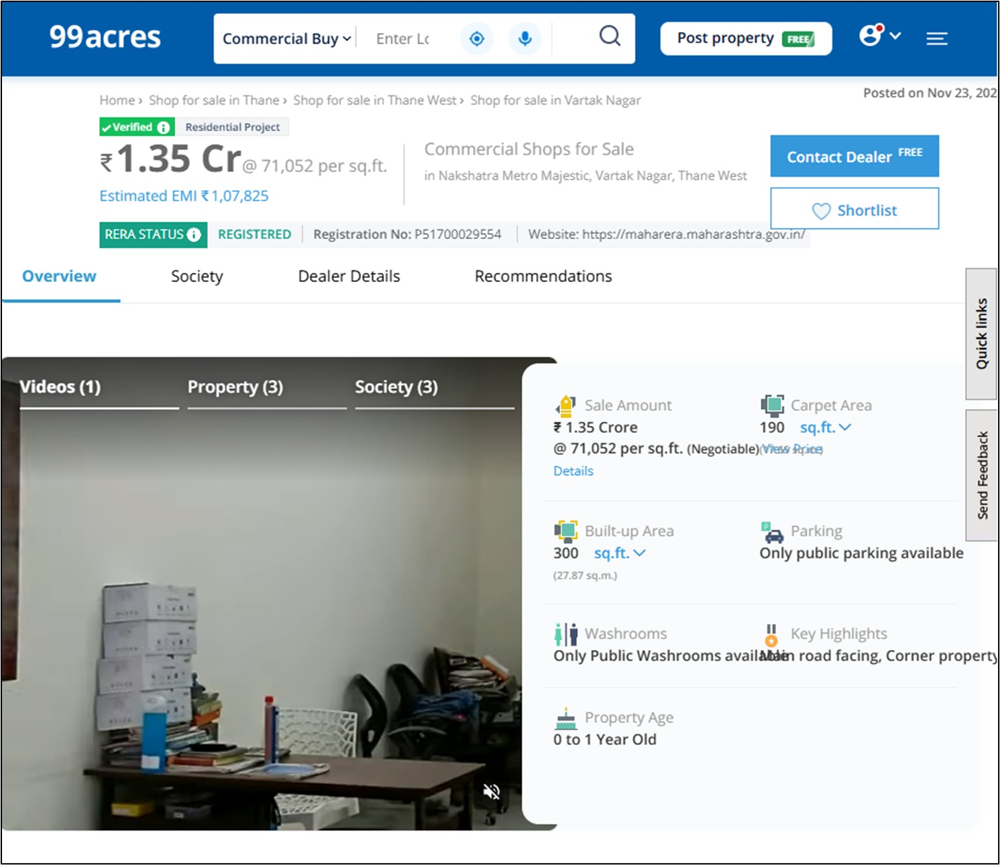 99acres
Commercial Buy
Enter Lo
Post property FREE
Posted on Nov 23, 202
Home › Shop for sale in Thane › Shop for sale in Thane West › Shop for sale in Vartak Nagar
Verified Residential Project
₹ 1.35 Cr @ 71,052 per sq.ft.
Estimated EMI ₹ 1,07,825
Commercial Shops for Sale
in Nakshatra Metro Majestic, Vartak Nagar, Thane West
Contact Dealer FREE
Shortlist
RERA STATUS REGISTERED Registration No: P51700029554 Website: https://maharera.maharashtra.gov.in/
Overview Society Dealer Details Recommendations
Quick links
Send Feedback
Videos (1) Property (3) Society (3)
Sale Amount
₹ 1.35 Crore
@ 71,052 per sq.ft. (Negotiable) View Price
Details
Carpet Area
190 sq.ft.
Built-up Area
300 sq.ft.
(27.87 sq.m.)
Parking
Only public parking available
Washrooms
Only Public Washrooms available
Key Highlights
Main road facing, Corner property
Property Age
0 to 1 Year Old